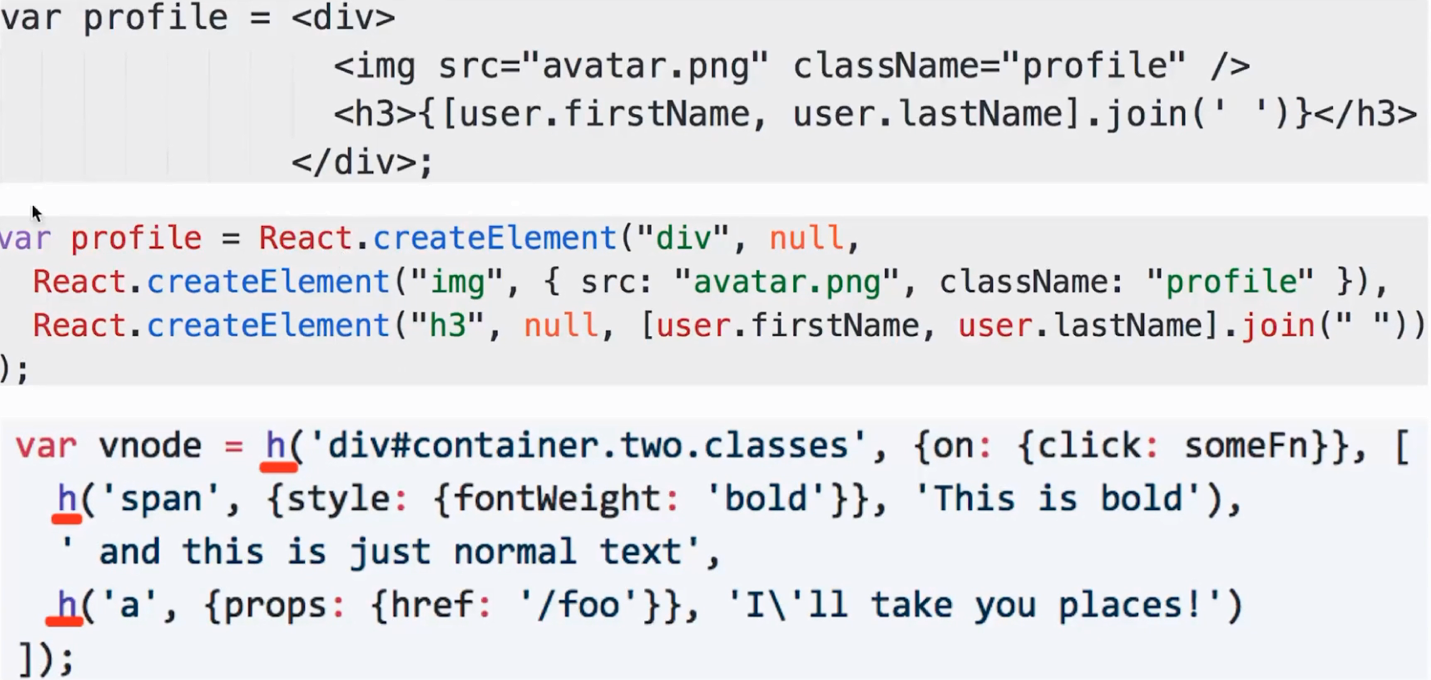 var profile = <div>
<img src="avatar.png" className="profile" />
<h3>{[user.firstName, user.lastName].join(' ')}</h3>
</div>;
var profile = React.createElement("div", null,
React.createElement("img", { src: "avatar.png", className: "profile" }),
React.createElement("h3", null, [user.firstName, user.lastName].join(" "))
);
var vnode = h('div#container.two.classes', {on: {click: someFn}}, [
h('span', {style: {fontWeight: 'bold'}}, 'This is bold'),
' and this is just normal text',
h('a', {props: {href: '/foo'}}, 'I\'ll take you places!')
]);